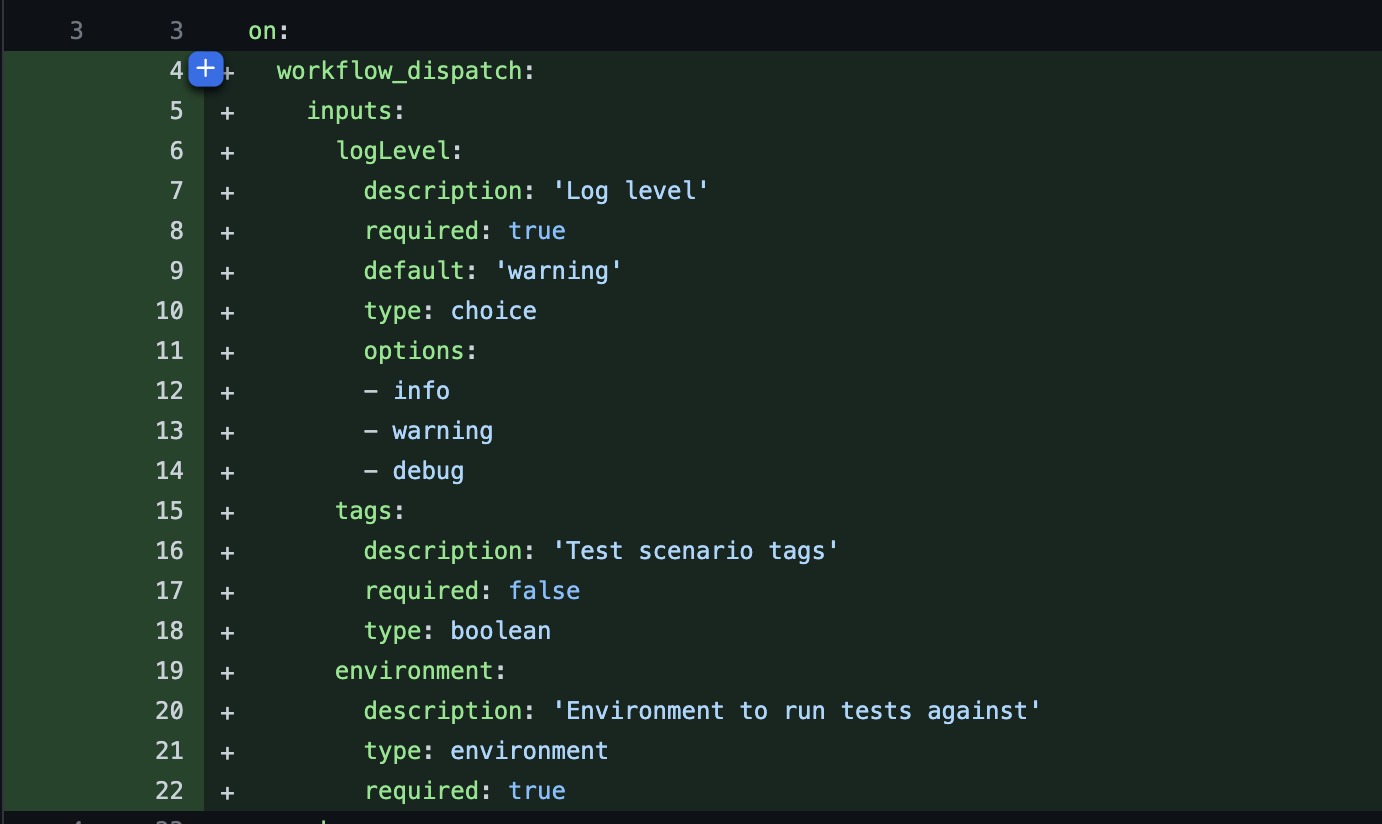 3 3 on:
4 + workflow_dispatch:
5 + inputs:
6 + logLevel:
7 + description: 'Log level'
8 + required: true
9 + default: 'warning'
10 + type: choice
11 + options:
12 + - info
13 + - warning
14 + - debug
15 + tags:
16 + description: 'Test scenario tags'
17 + required: false
18 + type: boolean
19 + environment:
20 + description: 'Environment to run tests against'
21 + type: environment
22 + required: true